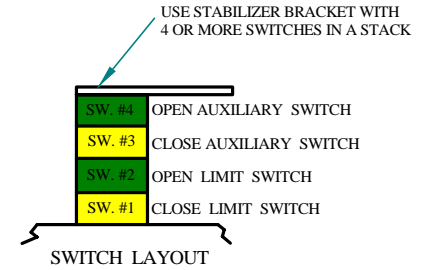 USE STABILIZER BRACKET WITH
4 OR MORE SWITCHES IN A STACK
SW. #4 OPEN AUXILIARY SWITCH
SW. #3 CLOSE AUXILIARY SWITCH
SW. #2 OPEN LIMIT SWITCH
SW. #1 CLOSE LIMIT SWITCH
SWITCH LAYOUT